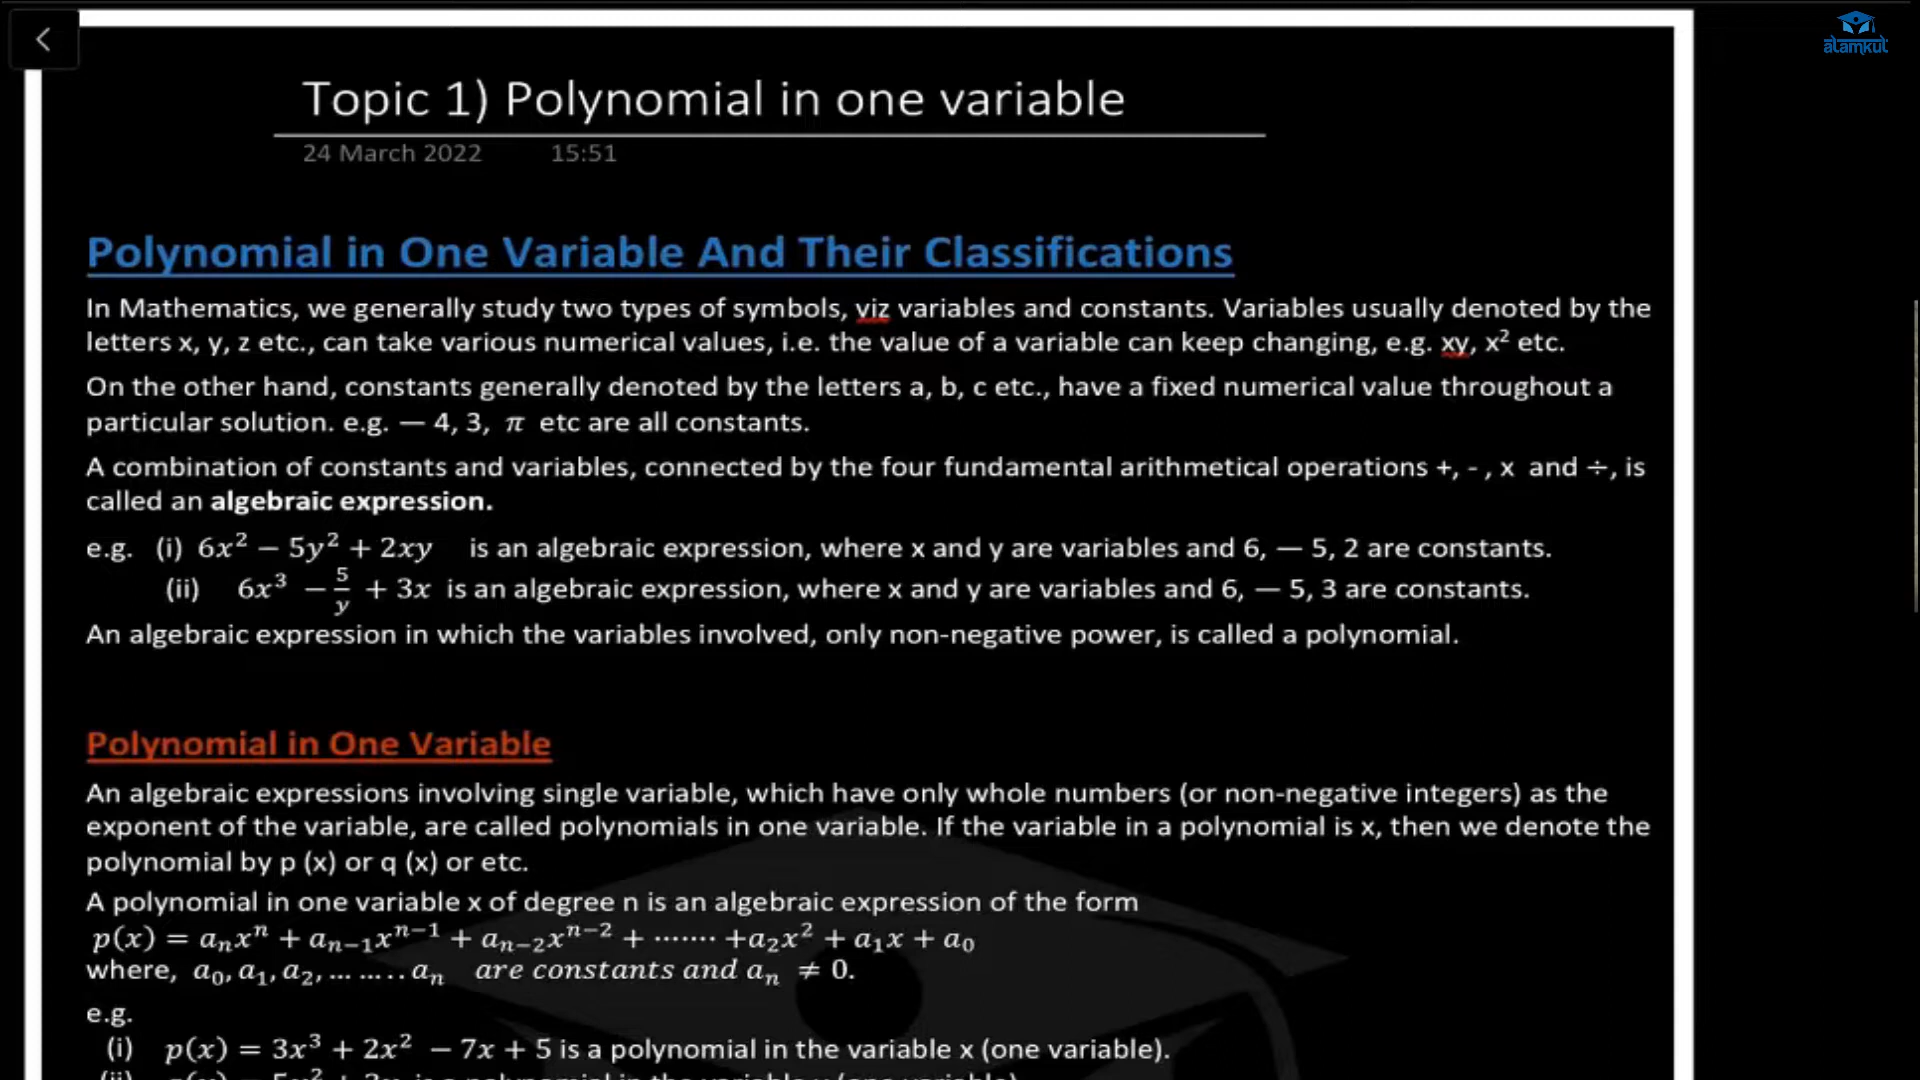 alamkul
Topic 1) Polynomial in one variable
24 March 2022 15:51
Polynomial in One Variable And Their Classifications
In Mathematics, we generally study two types of symbols, viz variables and constants. Variables usually denoted by the
letters x, y, z etc., can take various numerical values, i.e. the value of a variable can keep changing, e.g. xy, x² etc.
On the other hand, constants generally denoted by the letters a, b, c etc., have a fixed numerical value throughout a
particular solution. e.g. — 4, 3, π etc are all constants.
A combination of constants and variables, connected by the four fundamental arithmetical operations +, - , x and ÷, is
called an algebraic expression.
e.g. (i) 6x² − 5y² + 2xy is an algebraic expression, where x and y are variables and 6, — 5, 2 are constants.
(ii) 6x³ − 5/y + 3x is an algebraic expression, where x and y are variables and 6, — 5, 3 are constants.
An algebraic expression in which the variables involved, only non-negative power, is called a polynomial.
Polynomial in One Variable
An algebraic expressions involving single variable, which have only whole numbers (or non-negative integers) as the
exponent of the variable, are called polynomials in one variable. If the variable in a polynomial is x, then we denote the
polynomial by p (x) or q (x) or etc.
A polynomial in one variable x of degree n is an algebraic expression of the form
p(x) = aₙxⁿ + aₙ₋₁xⁿ⁻¹ + aₙ₋₂xⁿ⁻² + ⋯⋯. +a₂x² + a₁x + a₀
where, a₀, a₁, a₂, … … . . aₙ are constants and aₙ ≠ 0.
e.g.
(i) p(x) = 3x³ + 2x² − 7x + 5 is a polynomial in the variable x (one variable).